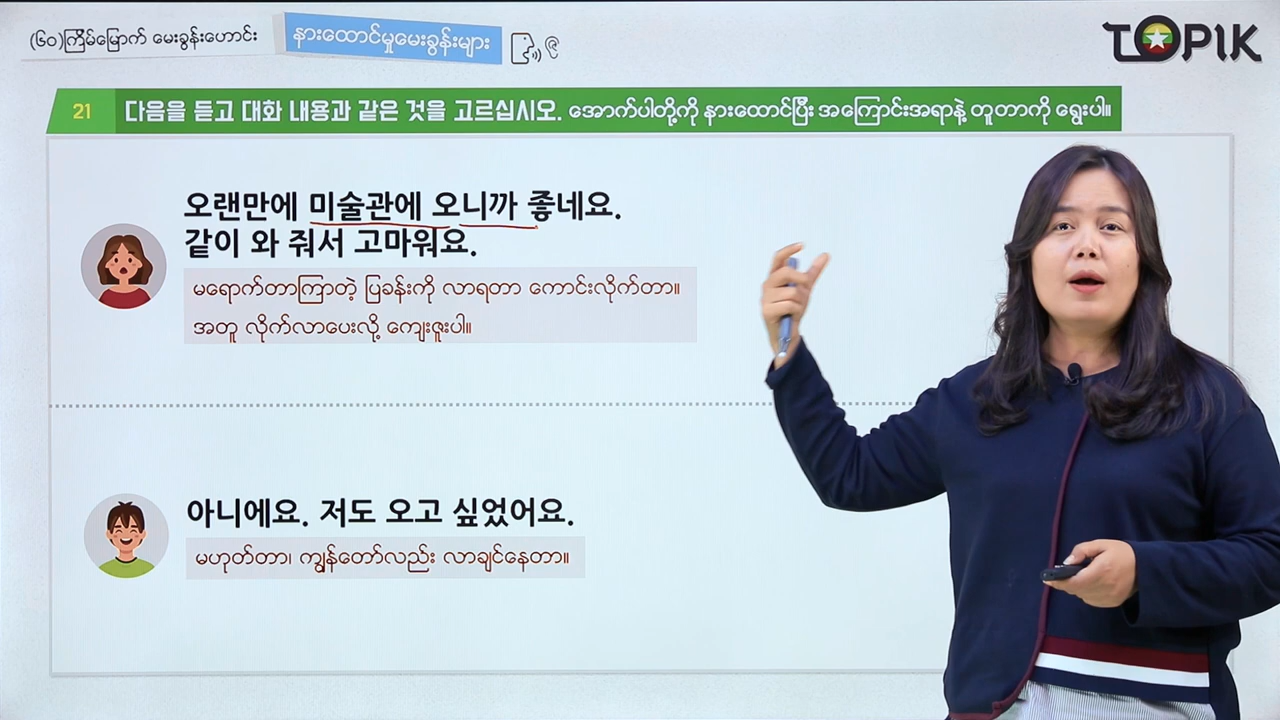 (၆၀)ကြိမ်မြောက် မေးခွန်းဟောင်း
နားထောင်မှုမေးခွန်းများ
TOPIK
21 다음을 듣고 대화 내용과 같은 것을 고르십시오. အောက်ပါတို့ကို နားထောင်ပြီး အကြောင်းအရာနဲ့ တူတာကို ရွေးပါ။
오랜만에 미술관에 오니까 좋네요.
같이 와 줘서 고마워요.
မရောက်တာကြာတဲ့ ပြခန်းကို လာရတာ ကောင်းလိုက်တာ။
အတူ လိုက်လာပေးလို့ ကျေးဇူးပါ။
아니에요. 저도 오고 싶었어요.
မဟုတ်တာ၊ ကျွန်တော်လည်း လာချင်နေတာ။